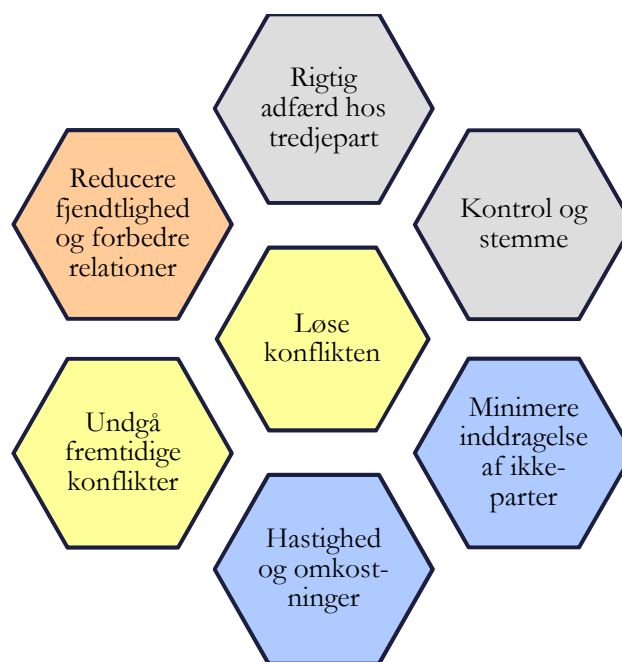 Rigtig
adfærd hos
tredjepart
Reducere
fjendtlighed
og forbedre
relationer
Kontrol og
stemme
Løse
konflikten
Undgå
fremtidige
konflikter
Minimere
inddragelse
af ikke-
parter
Hastighed
og omkost-
ninger